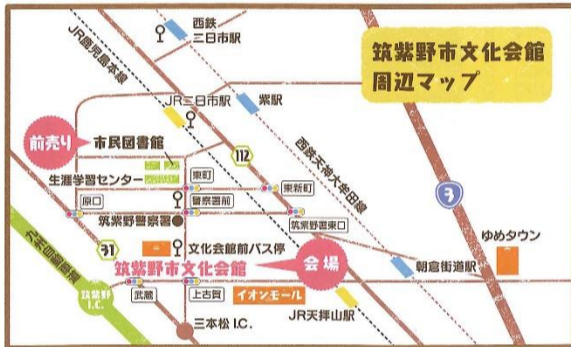 筑紫野市文化会館
周辺マップ
西鉄
二日市駅
JR鹿児島本線
JR二日市駅
紫駅
前売り
市民図書館
112
西鉄天神大牟田線
3
生涯学習センター
東町
東新町
原口
警察署前
筑紫野警察署
筑紫野署東口
ゆめタウン
31
文化会館前バス停
九州自動車道
筑紫野市文化会館
会場
朝倉街道駅
筑紫野
I.C.
武蔵
上古賀
イオンモール
JR天拝山駅
三本松 I.C.